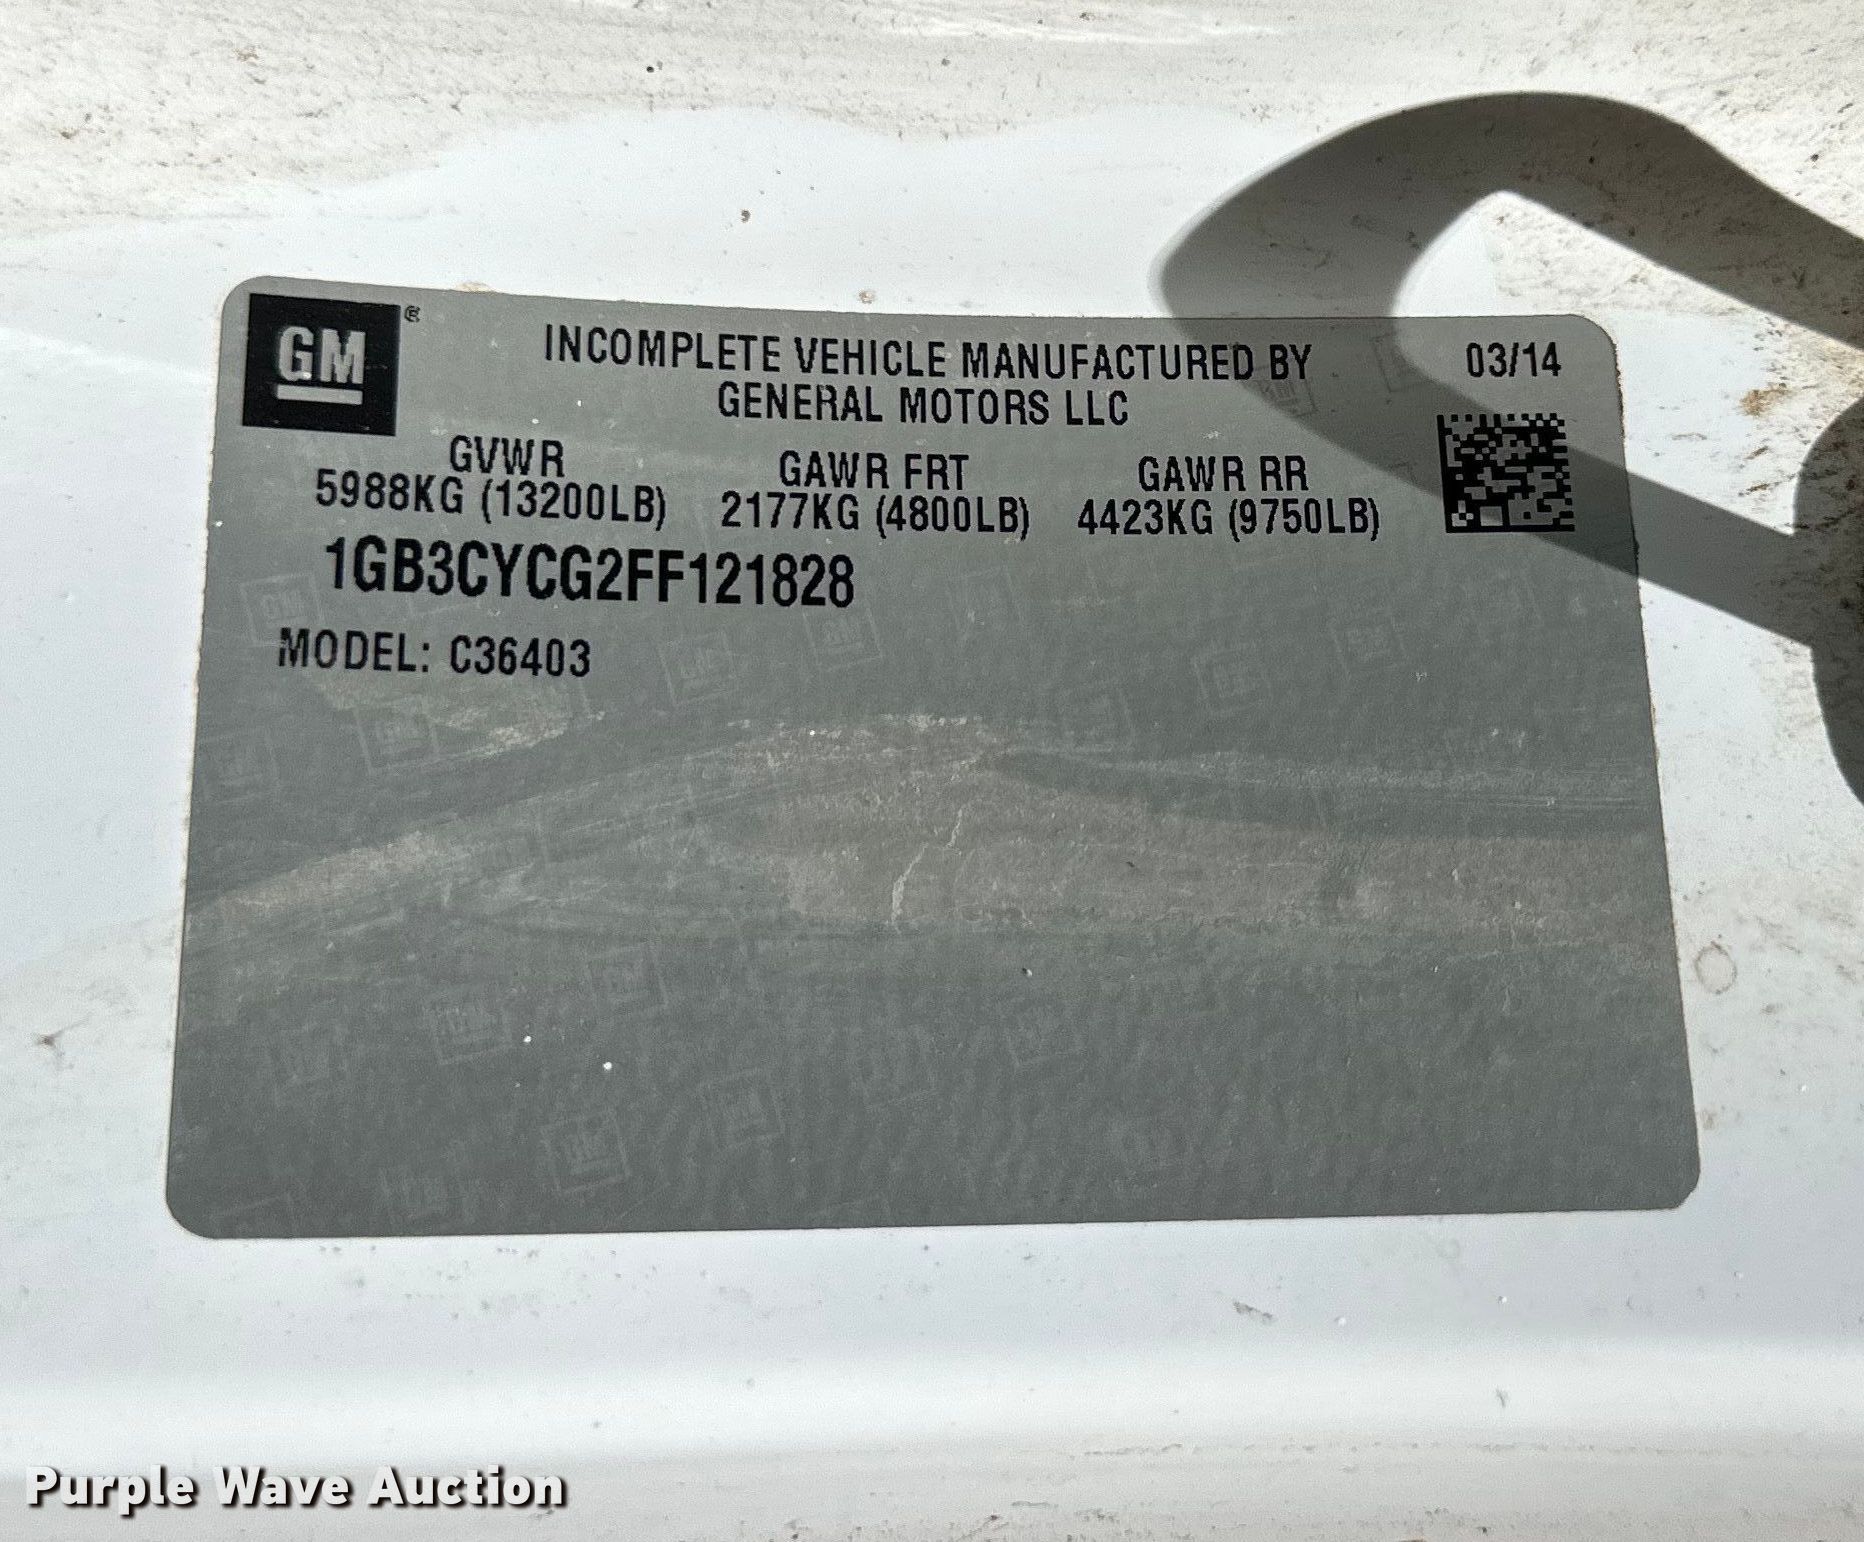 GM®
INCOMPLETE VEHICLE MANUFACTURED BY 03/14
GENERAL MOTORS LLC
GVWR GAWR FRT GAWR RR
5988KG (13200LB) 2177KG (4800LB) 4423KG (9750LB)
1GB3CYCG2FF121828
MODEL: C36403
Purple Wave Auction